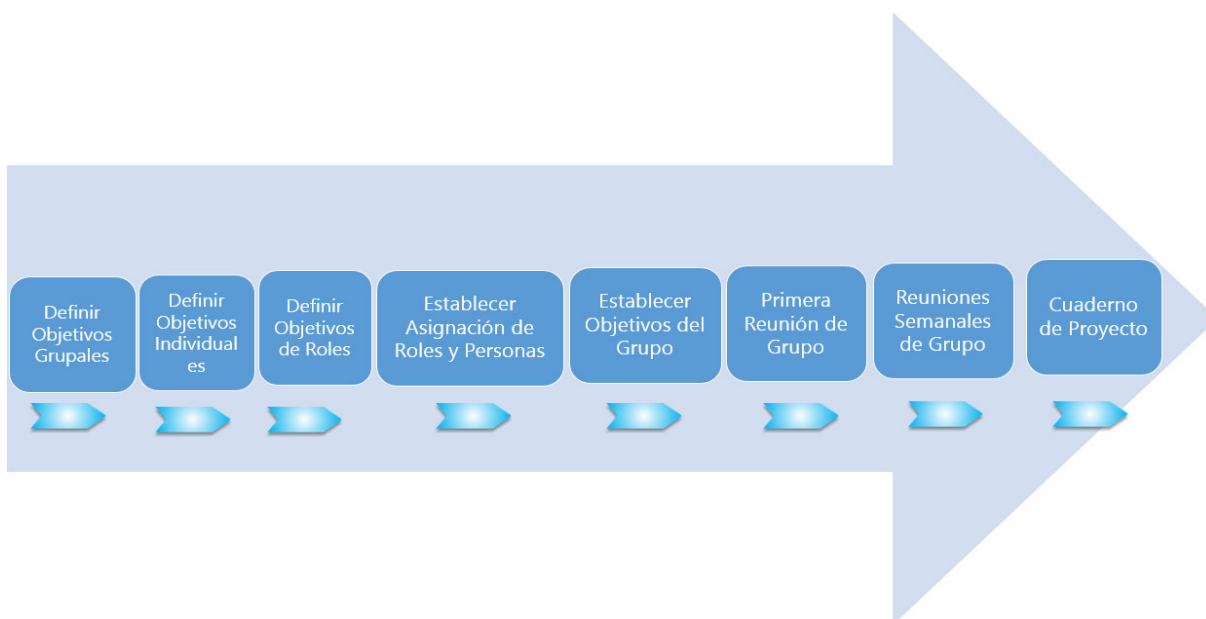 Definir
Objetivos
Grupales
Definir
Objetivos
Individual
es
Definir
Objetivos
de Roles
Establecer
Asignación de
Roles y Personas
Establecer
Objetivos del
Grupo
Primera
Reunión de
Grupo
Reuniones
Semanales
de Grupo
Cuaderno
de Proyecto